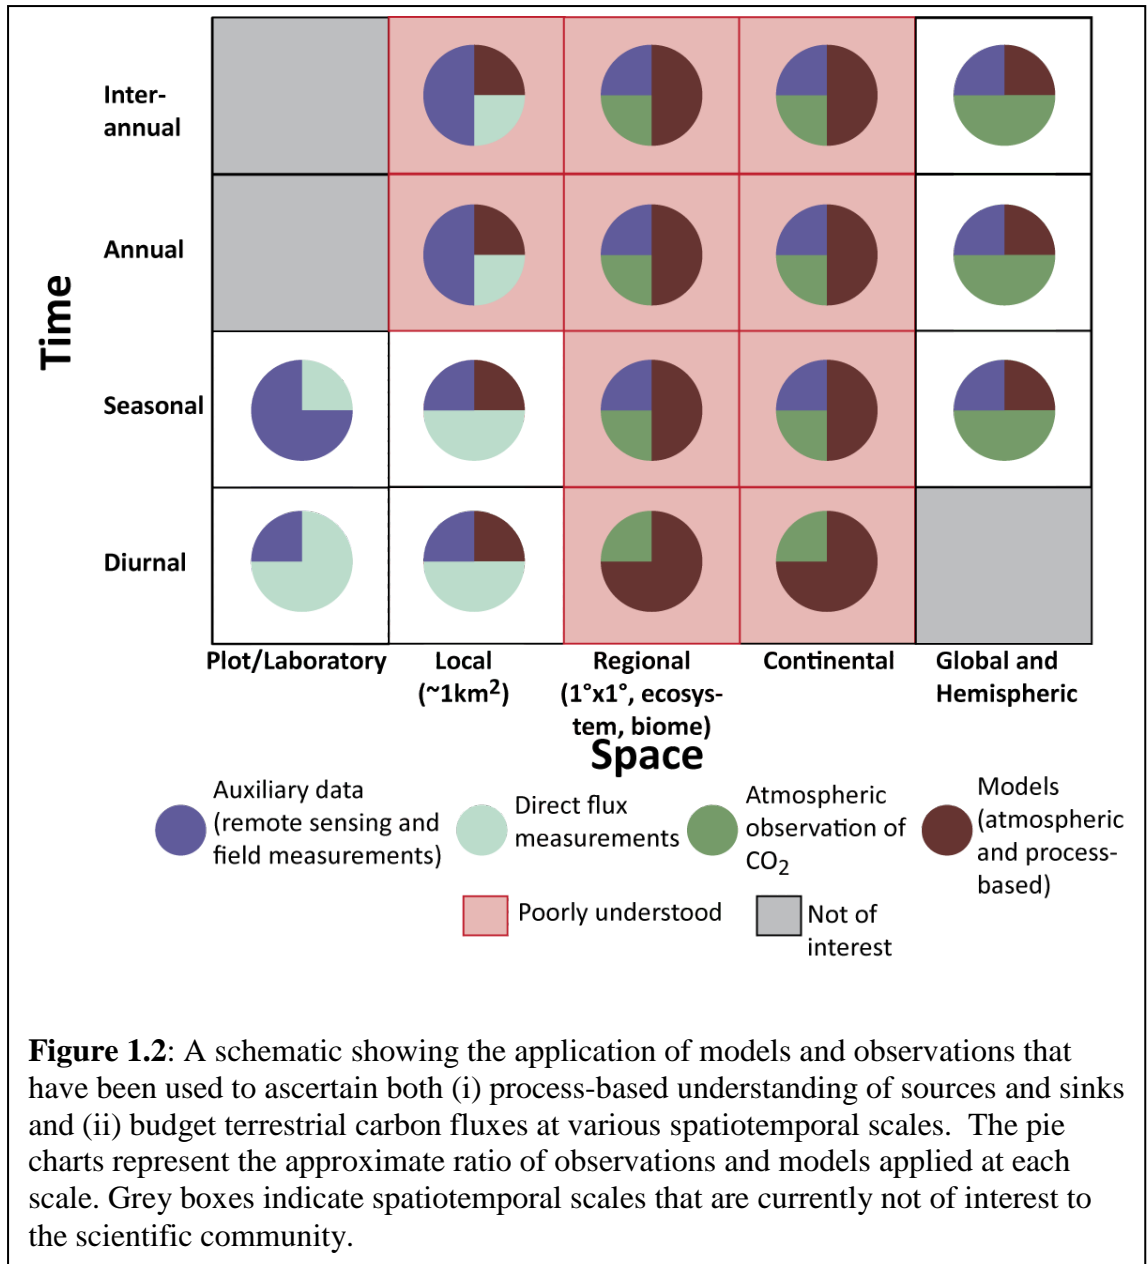 Inter-
annual
Annual
Time
Seasonal
Diurnal
Plot/Laboratory
Local
(~1km²)
Regional
(1°x1°, ecosys-
tem, biome)
Continental
Global and
Hemispheric
Space
Auxiliary data
(remote sensing and
field measurements)
Direct flux
measurements
Atmospheric
observation of
CO₂
Models
(atmospheric
and process-
based)
Poorly understood
Not of
interest
Figure 1.2: A schematic showing the application of models and observations that
have been used to ascertain both (i) process-based understanding of sources and sinks
and (ii) budget terrestrial carbon fluxes at various spatiotemporal scales.  The pie
charts represent the approximate ratio of observations and models applied at each
scale. Grey boxes indicate spatiotemporal scales that are currently not of interest to
the scientific community.